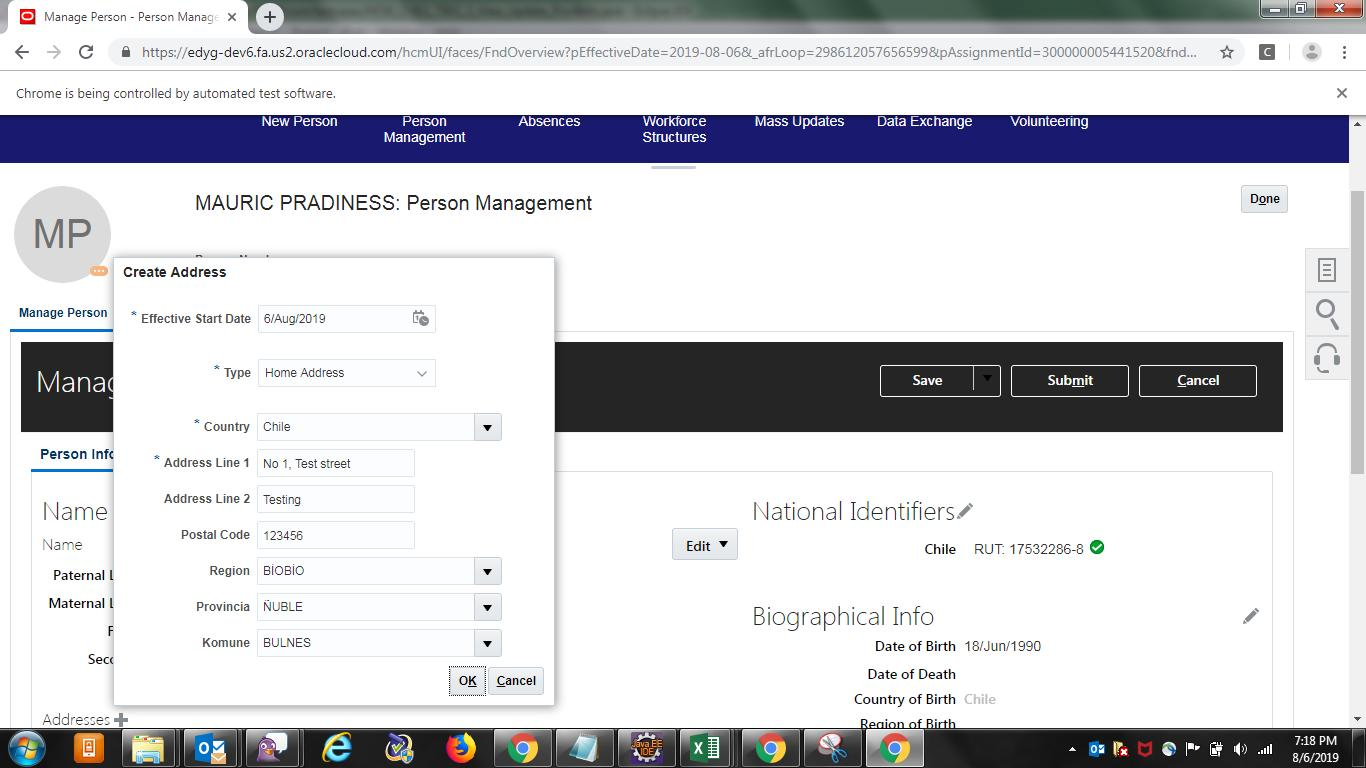 Manage Person - Person Manage
https://edyg-dev6.fa.us2.oraclecloud.com/hcmUI/faces/FndOverview?pEffectiveDate=2019-08-06&_afrLoop=298612057656599&pAssignmentId=300000005441520&fnd...
Chrome is being controlled by automated test software.
New Person
Person Management
Absences
Workforce Structures
Mass Updates
Data Exchange
Volunteering
MP
MAURIC PRADINESS: Person Management
Done
Create Address
* Effective Start Date 6/Aug/2019
* Type Home Address
* Country Chile
* Address Line 1 No 1, Test street
Address Line 2 Testing
Postal Code 123456
Region BÍOBÍO
Provincia ÑUBLE
Komune BULNES
OK Cancel
Manage Person
Manag
Save Submit Cancel
Person Info
Name
Name
Paternal L
Maternal L
F
Seco
Addresses
Edit
National Identifiers
Chile RUT: 17532286-8
Biographical Info
Date of Birth 18/Jun/1990
Date of Death
Country of Birth Chile
Region of Birth
Java EE
IDE
7:18 PM
8/6/2019